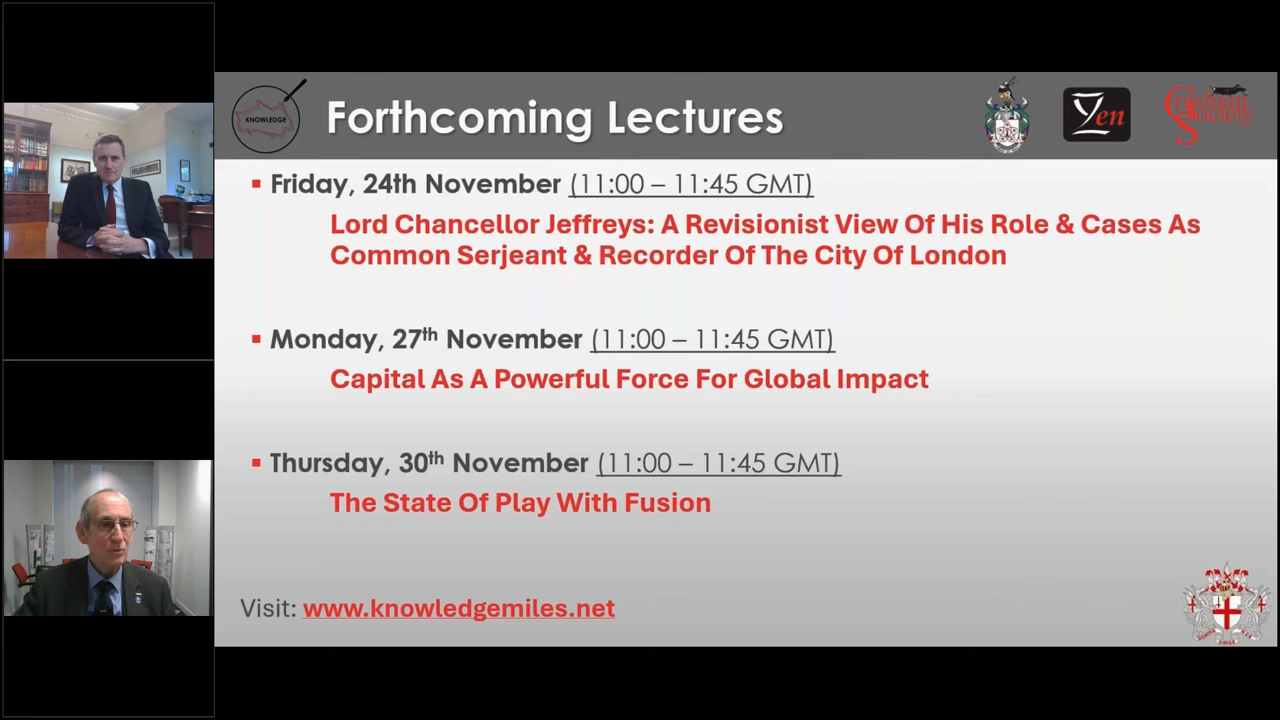 KNOWLEDGE
Forthcoming Lectures
Zen
Gresham
Society
Friday, 24th November (11:00 – 11:45 GMT)
Lord Chancellor Jeffreys: A Revisionist View Of His Role & Cases As
Common Serjeant & Recorder Of The City Of London
Monday, 27th November (11:00 – 11:45 GMT)
Capital As A Powerful Force For Global Impact
Thursday, 30th November (11:00 – 11:45 GMT)
The State Of Play With Fusion
Visit: www.knowledgemiles.net